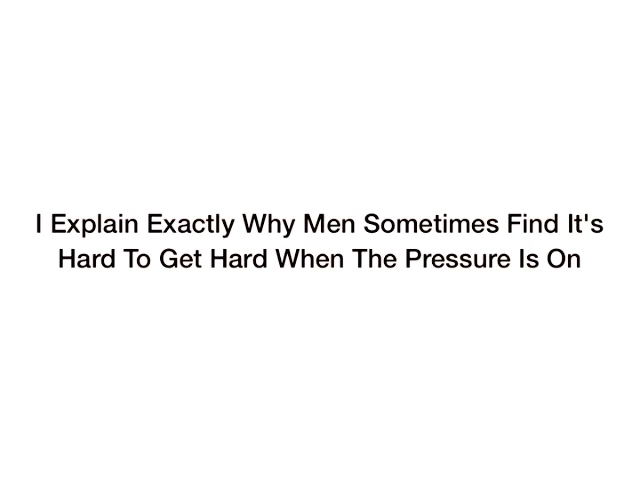 I Explain Exactly Why Men Sometimes Find It's
Hard To Get Hard When The Pressure Is On